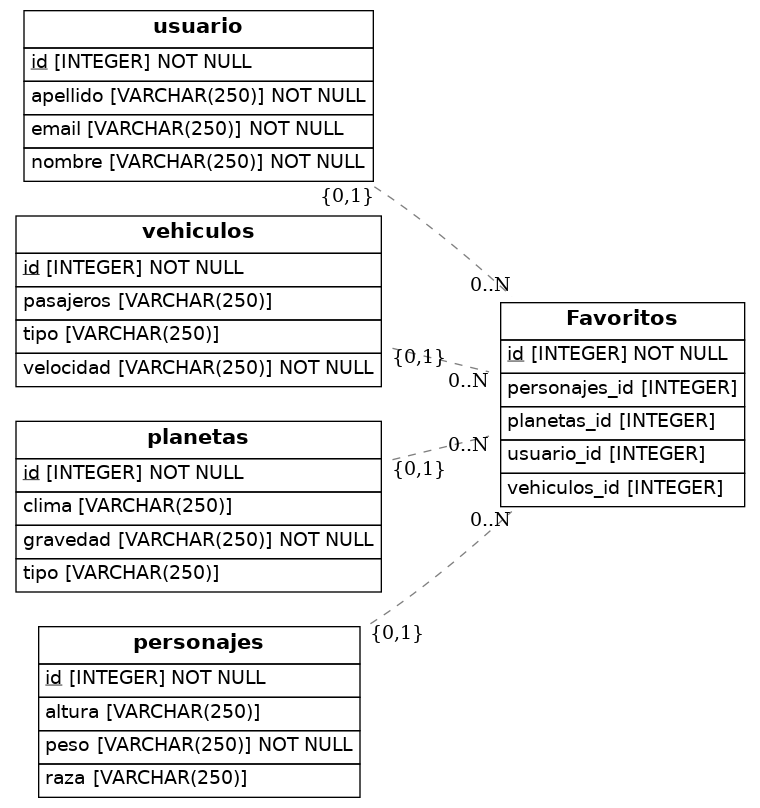 usuario
id [INTEGER] NOT NULL
apellido [VARCHAR(250)] NOT NULL
email [VARCHAR(250)] NOT NULL
nombre [VARCHAR(250)] NOT NULL
{0,1}
0..N
vehiculos
id [INTEGER] NOT NULL
pasajeros [VARCHAR(250)]
tipo [VARCHAR(250)]
velocidad [VARCHAR(250)] NOT NULL
{0,1}
0..N
planetas
id [INTEGER] NOT NULL
clima [VARCHAR(250)]
gravedad [VARCHAR(250)] NOT NULL
tipo [VARCHAR(250)]
{0,1}
0..N
personajes
id [INTEGER] NOT NULL
altura [VARCHAR(250)]
peso [VARCHAR(250)] NOT NULL
raza [VARCHAR(250)]
{0,1}
0..N
Favoritos
id [INTEGER] NOT NULL
personajes_id [INTEGER]
planetas_id [INTEGER]
usuario_id [INTEGER]
vehiculos_id [INTEGER]